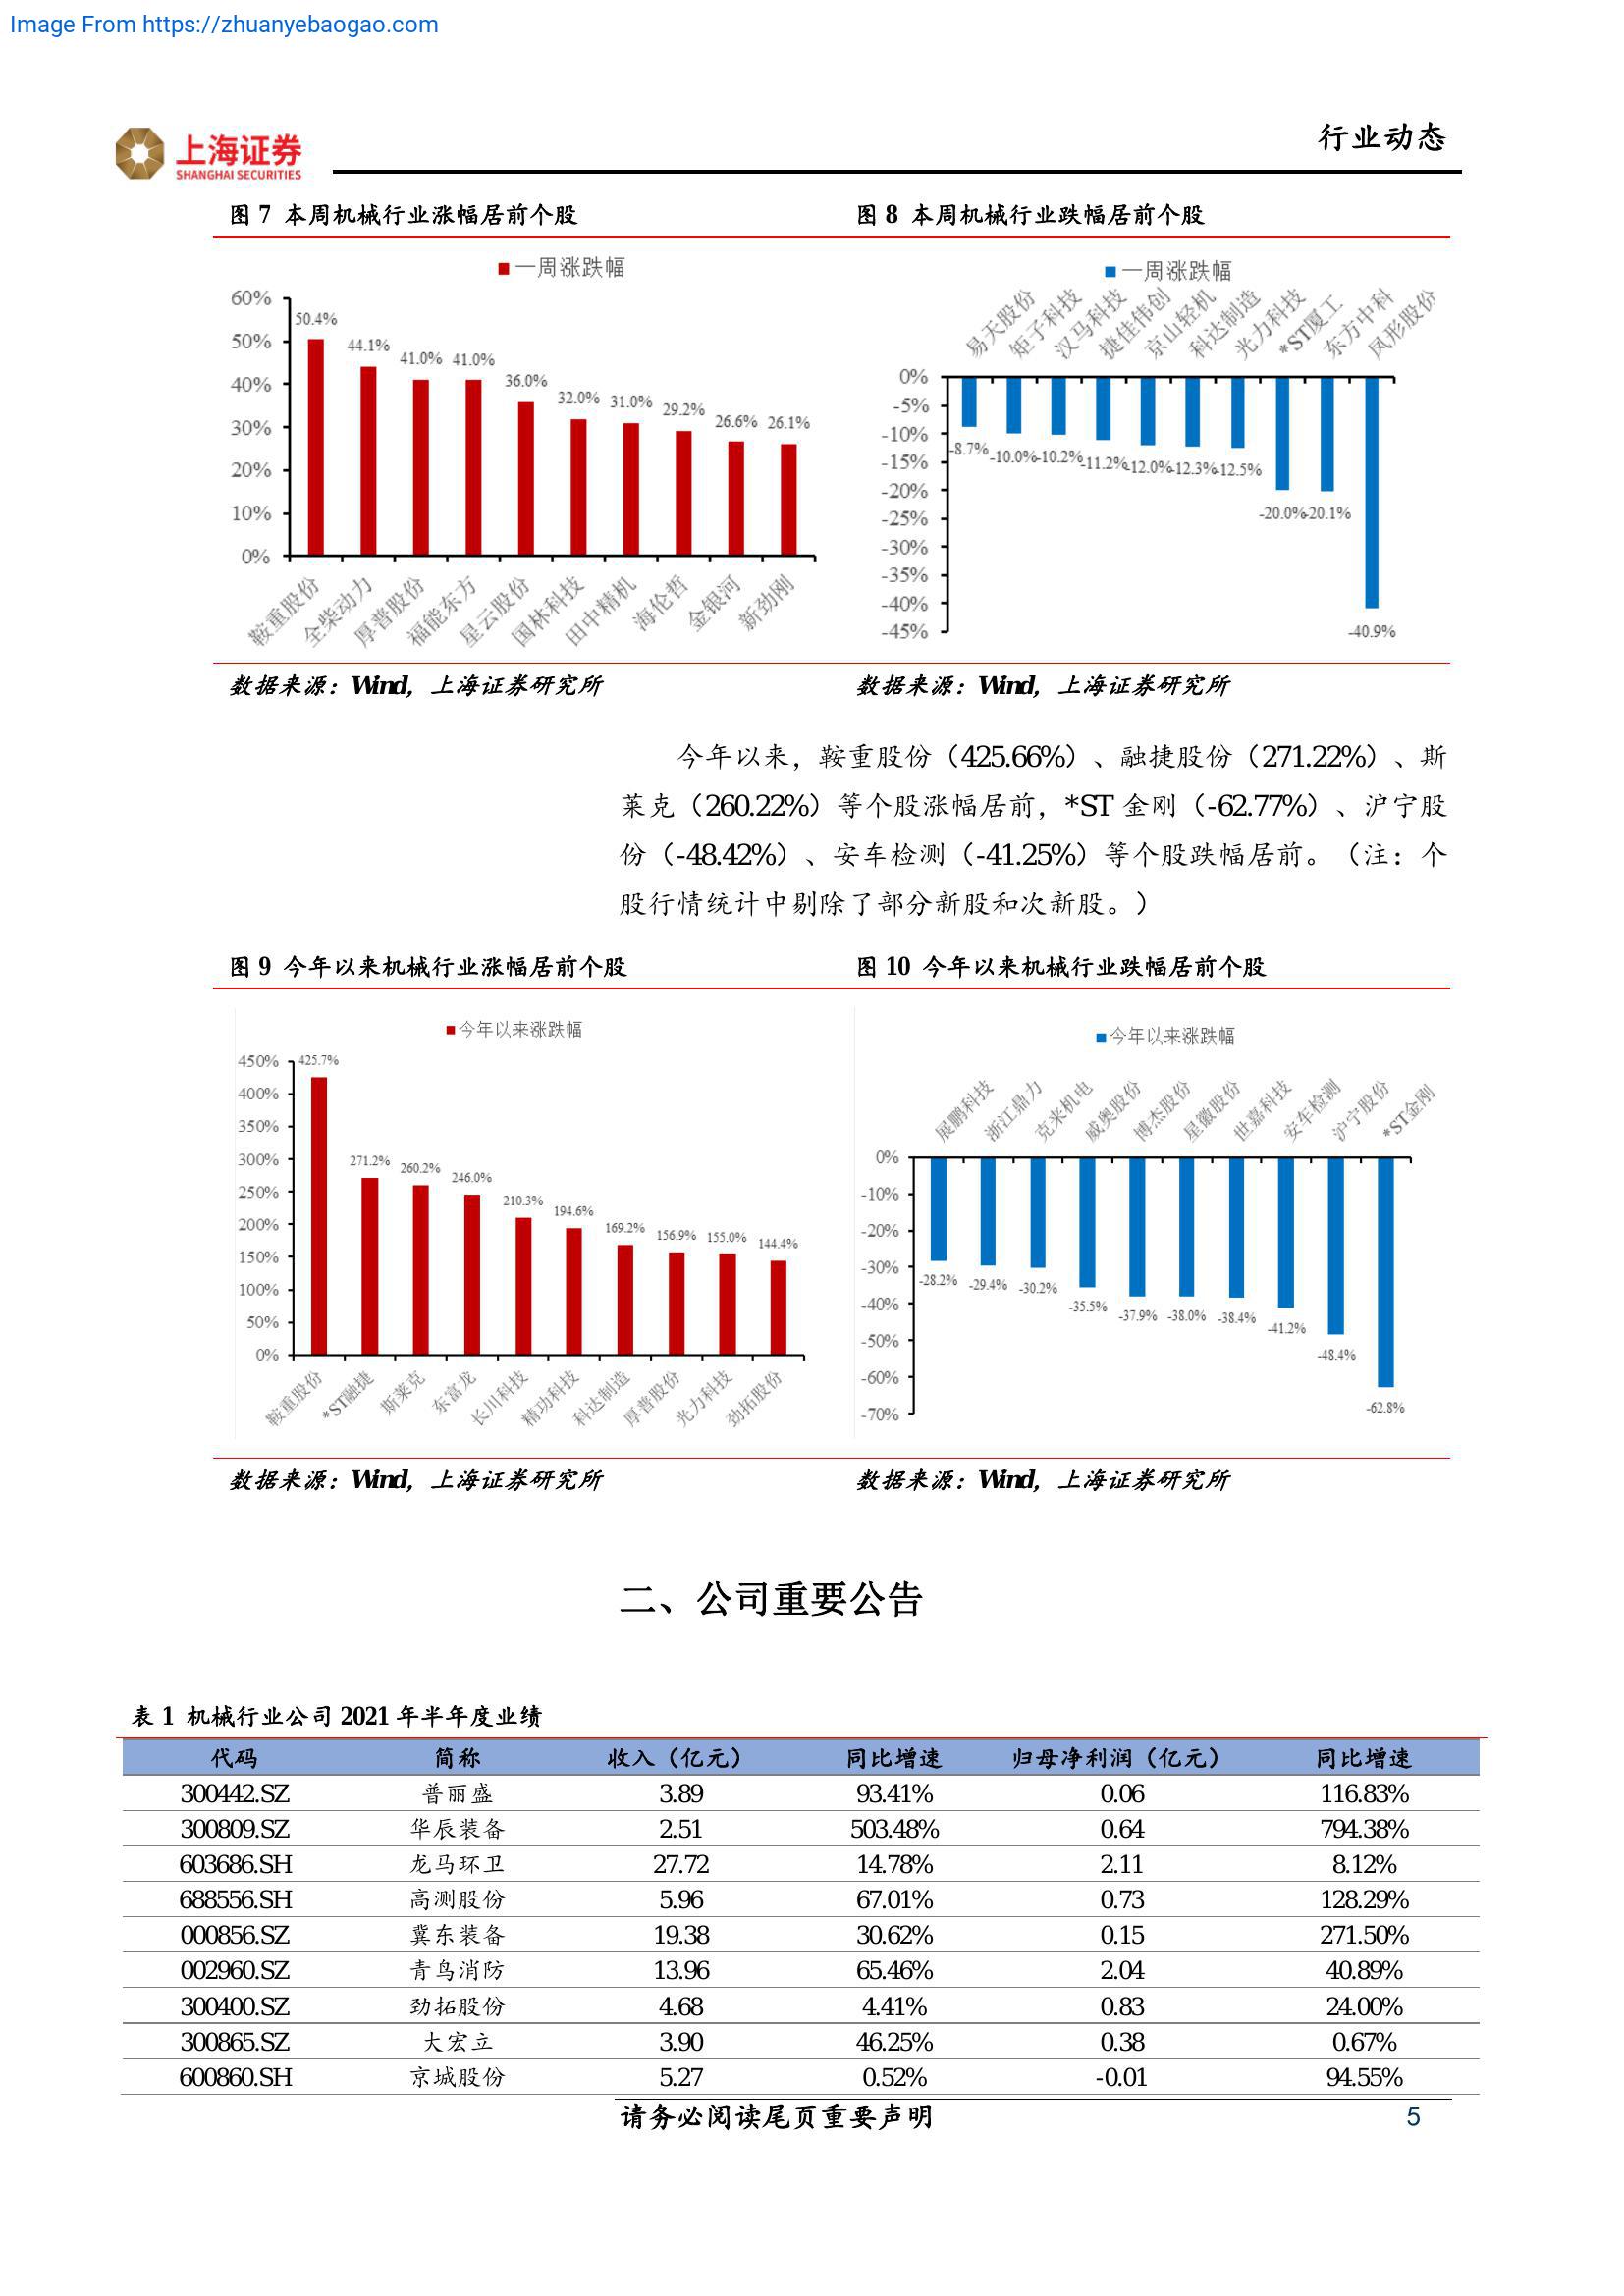 Image From https://zhuanyebaogao.com
上海证券
SHANGHAI SECURITIES
行业动态
图 7 本周机械行业涨幅居前个股
图 8 本周机械行业跌幅居前个股
一周涨跌幅
60%
50%
40%
30%
20%
10%
0%
50.4%
44.1%
41.0%
41.0%
36.0%
32.0%
31.0%
29.2%
26.6%
26.1%
鞍重股份
全柴动力
厚普股份
福能东方
星云股份
国林科技
田中精机
海伦哲
金银河
新劲刚
一周涨跌幅
易天股份
矩子科技
汉马科技
捷佳伟创
京山轻机
科达制造
光力科技
*ST厦工
东方中科
凤形股份
0%
-5%
-10%
-15%
-20%
-25%
-30%
-35%
-40%
-45%
-8.7%
-10.0%
-10.2%
-11.2%
-12.0%
-12.3%
-12.5%
-20.0%
-20.1%
-40.9%
数据来源：Wind，上海证券研究所
数据来源：Wind，上海证券研究所
今年以来，鞍重股份（425.66%）、融捷股份（271.22%）、斯
莱克（260.22%）等个股涨幅居前，*ST 金刚（-62.77%）、沪宁股
份（-48.42%）、安车检测（-41.25%）等个股跌幅居前。（注：个
股行情统计中剔除了部分新股和次新股。）
图 9 今年以来机械行业涨幅居前个股
图 10 今年以来机械行业跌幅居前个股
今年以来涨跌幅
450%
400%
350%
300%
250%
200%
150%
100%
50%
0%
425.7%
271.2%
260.2%
246.0%
210.3%
194.6%
169.2%
156.9%
155.0%
144.4%
鞍重股份
*ST融捷
斯莱克
东富龙
长川科技
精功科技
科达制造
厚普股份
光力科技
劲拓股份
今年以来涨跌幅
展鹏科技
浙江鼎力
克来机电
威奥股份
博杰股份
星徽股份
世嘉科技
安车检测
沪宁股份
*ST金刚
0%
-10%
-20%
-30%
-40%
-50%
-60%
-70%
-28.2%
-29.4%
-30.2%
-35.5%
-37.9%
-38.0%
-38.4%
-41.2%
-48.4%
-62.8%
数据来源：Wind，上海证券研究所
数据来源：Wind，上海证券研究所
二、公司重要公告
表 1 机械行业公司 2021 年半年度业绩
代码 简称 收入（亿元） 同比增速 归母净利润（亿元） 同比增速
300442.SZ 普丽盛 3.89 93.41% 0.06 116.83%
300809.SZ 华辰装备 2.51 503.48% 0.64 794.38%
603686.SH 龙马环卫 27.72 14.78% 2.11 8.12%
688556.SH 高测股份 5.96 67.01% 0.73 128.29%
000856.SZ 冀东装备 19.38 30.62% 0.15 271.50%
002960.SZ 青鸟消防 13.96 65.46% 2.04 40.89%
300400.SZ 劲拓股份 4.68 4.41% 0.83 24.00%
300865.SZ 大宏立 3.90 46.25% 0.38 0.67%
600860.SH 京城股份 5.27 0.52% -0.01 94.55%
请务必阅读尾页重要声明
5